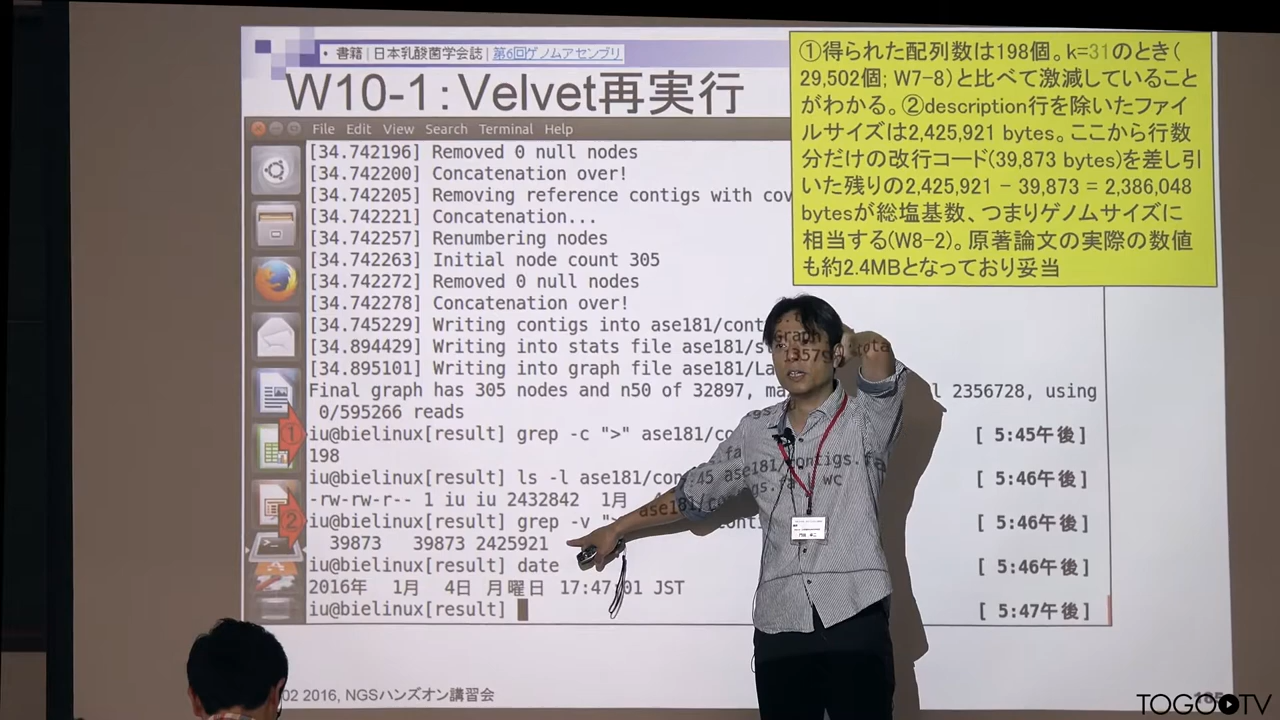 • 書籍 | 日本乳酸菌学会誌 | 第6回ゲノムアセンブリ
W10-1：Velvet再実行
①得られた配列数は198個。k=31のとき(
29,502個; W7-8)と比べて激減していること
がわかる。②description行を除いたファイ
ルサイズは2,425,921 bytes。ここから行数
分だけの改行コード(39,873 bytes)を差し引
いた残りの2,425,921 − 39,873 = 2,386,048
bytesが総塩基数、つまりゲノムサイズに
相当する(W8-2)。原著論文の実際の数値
も約2.4MBとなっており妥当
File Edit View Search Terminal Help
[34.742196] Removed 0 null nodes
[34.742200] Concatenation over!
[34.742205] Removing reference contigs with cov
[34.742221] Concatenation...
[34.742257] Renumbering nodes
[34.742263] Initial node count 305
[34.742272] Removed 0 null nodes
[34.742278] Concatenation over!
[34.745229] Writing contigs into ase181/cont
[34.894429] Writing into stats file ase181/s
[34.895101] Writing into graph file ase181/La
Final graph has 305 nodes and n50 of 32897, ma l 2356728, using
0/595266 reads
① iu@bielinux[result] grep -c ">" ase181/co [ 5:45午後]
198
iu@bielinux[result] ls -l ase181/con [ 5:46午後]
-rw-rw-r-- 1 iu iu 2432842 1月 :45 ase181/contigs.fa
② iu@bielinux[result] grep -v ">" ase181/contigs.fa wc [ 5:46午後]
39873 39873 2425921
iu@bielinux[result] date [ 5:46午後]
2016年 1月 4日 月曜日 17:47:01 JST
iu@bielinux[result] [ 5:47午後]
02 2016, NGSハンズオン講習会
TOGOTV